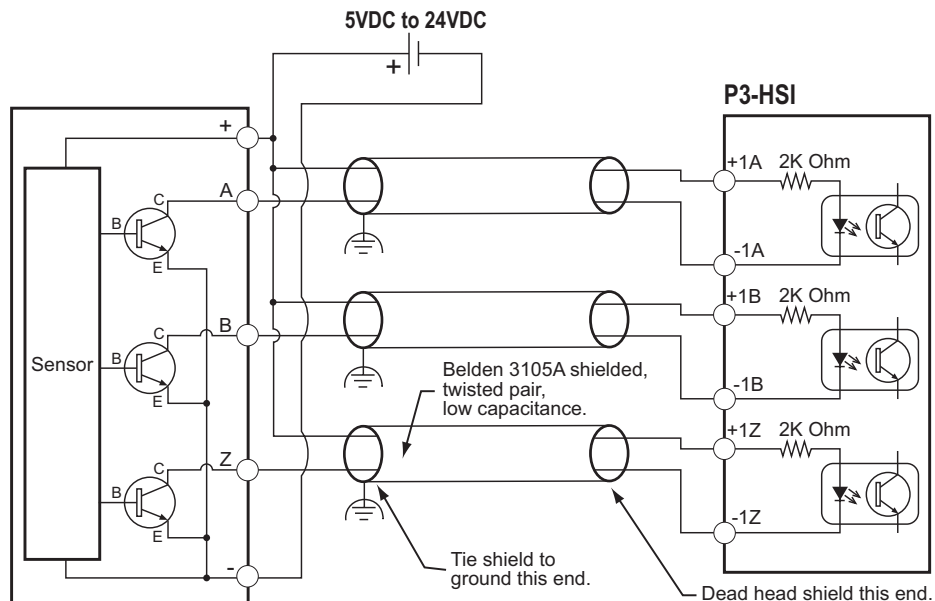 5VDC to 24VDC
+
P3-HSI
+
A
C
B
E
Sensor
B
C
B
E
Z
C
B
E
-
Belden 3105A shielded,
twisted pair,
low capacitance.
Tie shield to
ground this end.
Dead head shield this end.
+1A 2K Ohm
-1A
+1B 2K Ohm
-1B
+1Z 2K Ohm
-1Z